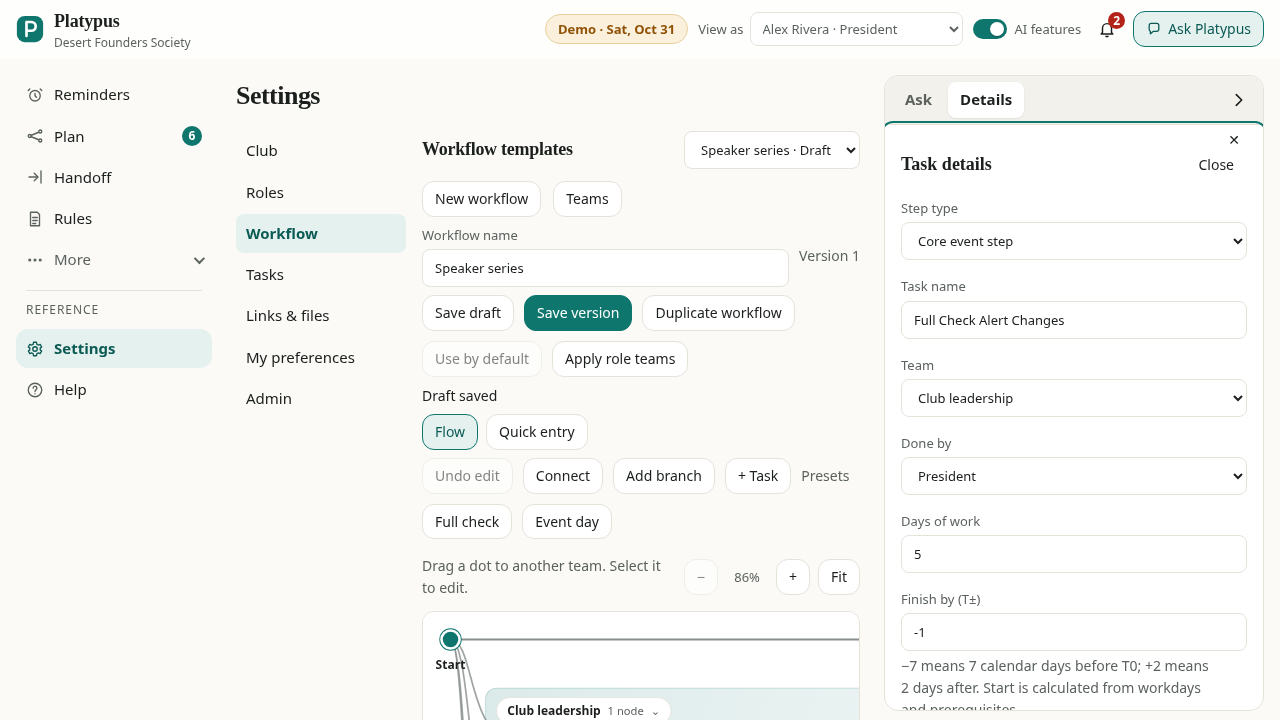 Platypus
Desert Founders Society
Demo · Sat, Oct 31
View as
Alex Rivera · President
AI features
2
Ask Platypus
Reminders
Plan
6
Handoff
Rules
More
REFERENCE
Settings
Help
Settings
Club
Roles
Workflow
Tasks
Links & files
My preferences
Admin
Workflow templates
Speaker series · Draft
New workflow
Teams
Workflow name
Speaker series
Version 1
Save draft
Save version
Duplicate workflow
Use by default
Apply role teams
Draft saved
Flow
Quick entry
Undo edit
Connect
Add branch
+ Task
Presets
Full check
Event day
Drag a dot to another team. Select it
to edit.
−
86%
+
Fit
Start
Club leadership 1 node
Ask
Details
×
Task details
Close
Step type
Core event step
Task name
Full Check Alert Changes
Team
Club leadership
Done by
President
Days of work
5
Finish by (T±)
-1
−7 means 7 calendar days before T0; +2 means
2 days after. Start is calculated from workdays
and prerequisites.